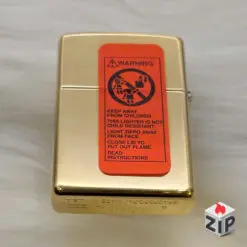 ⚠ WARNING
KEEP AWAY
FROM CHILDREN
THIS LIGHTER IS NOT
CHILD RESISTANT
LIGHT ZIPPO AWAY
FROM FACE
CLOSE LID TO
PUT OUT FLAME
READ
INSTRUCTIONS
ZIP